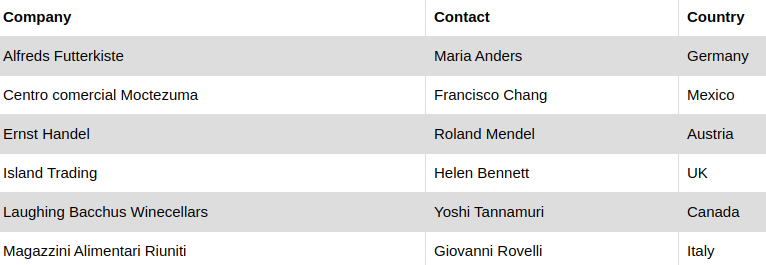 Company Contact Country
Alfreds Futterkiste Maria Anders Germany
Centro comercial Moctezuma Francisco Chang Mexico
Ernst Handel Roland Mendel Austria
Island Trading Helen Bennett UK
Laughing Bacchus Winecellars Yoshi Tannamuri Canada
Magazzini Alimentari Riuniti Giovanni Rovelli Italy